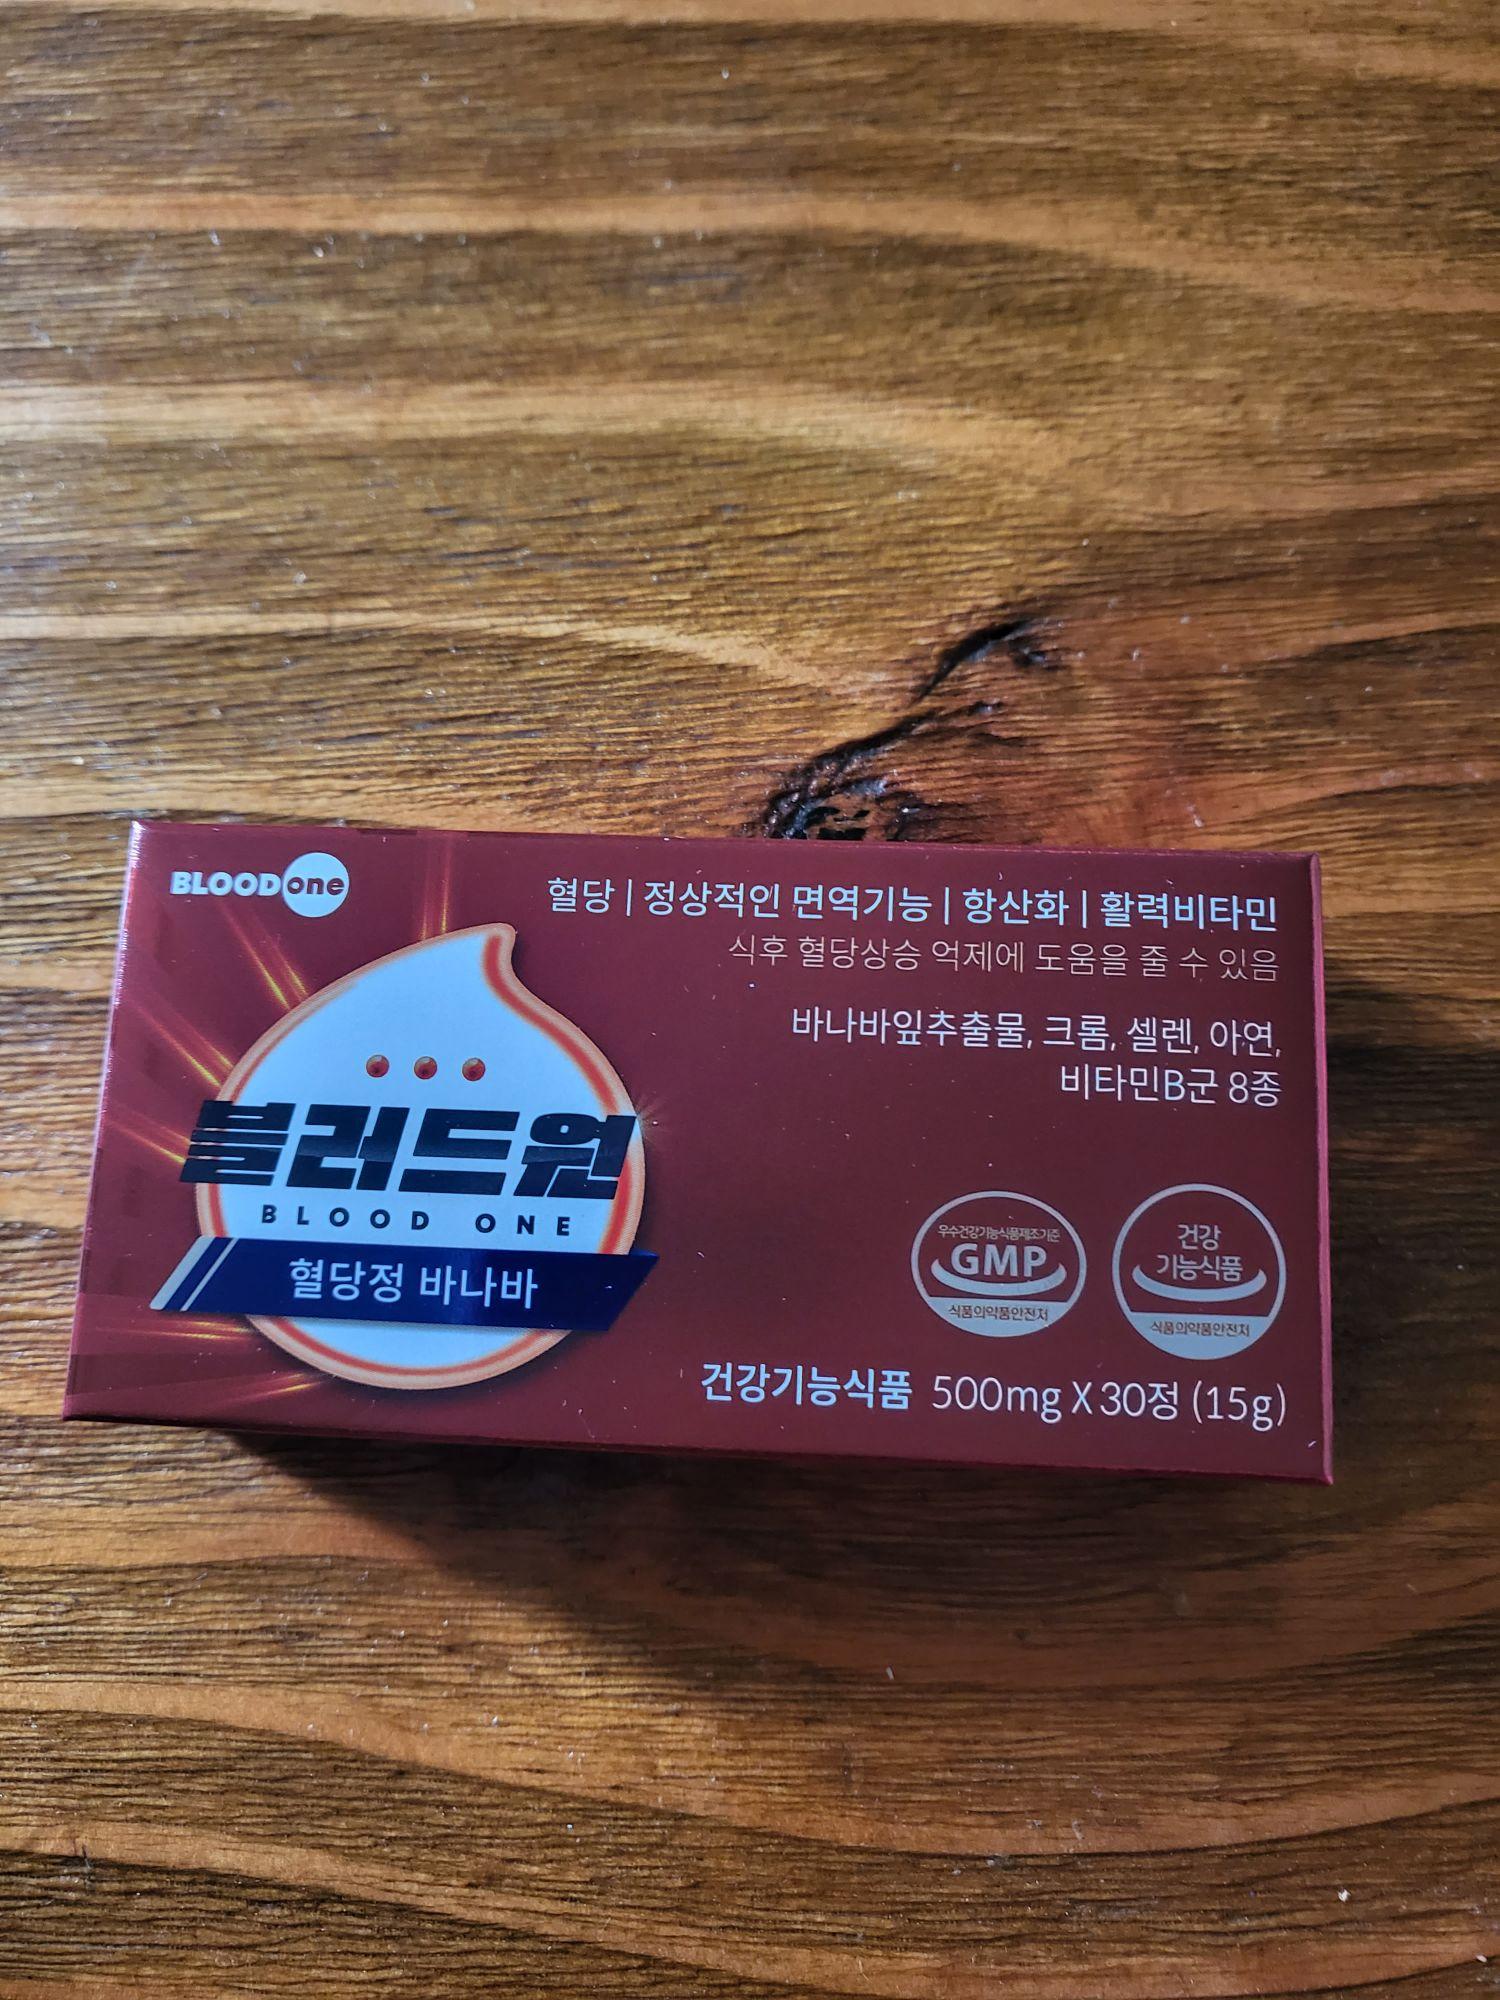 BLOODone
혈당 | 정상적인 면역기능 | 항산화 | 활력비타민
식후 혈당상승 억제에 도움을 줄 수 있음
바나바잎추출물, 크롬, 셀렌, 아연,
비타민B군 8종
블러드원
BLOOD ONE
혈당정 바나바
우수건강기능식품제조기준
GMP
식품의약품안전처
건강
기능식품
식품의약품안전처
건강기능식품 500mg X 30정 (15g)